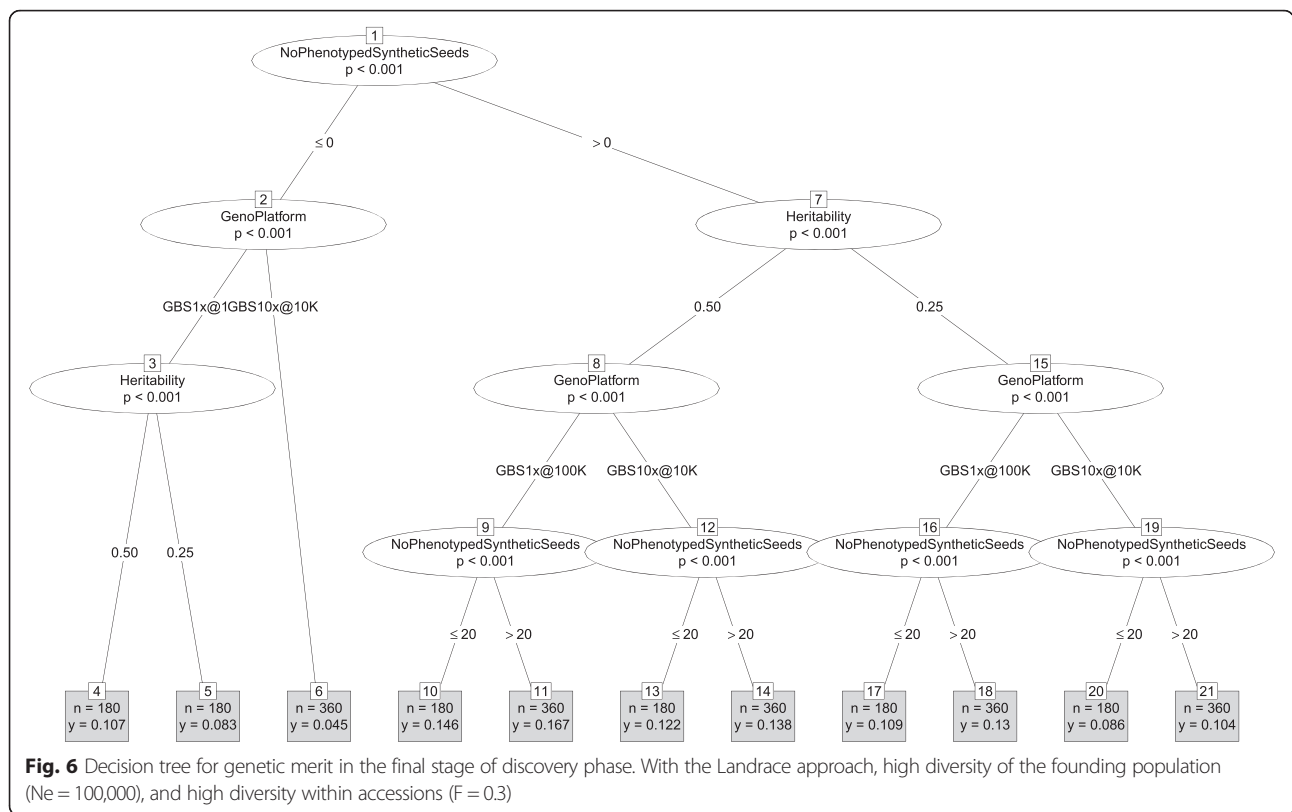 1
NoPhenotypedSyntheticSeeds
p < 0.001
≤ 0
> 0
2
GenoPlatform
p < 0.001
7
Heritability
p < 0.001
GBS1x@1GBS10x@10K
0.50
0.25
3
Heritability
p < 0.001
8
GenoPlatform
p < 0.001
15
GenoPlatform
p < 0.001
GBS1x@100K
GBS10x@10K
GBS1x@100K
GBS10x@10K
0.50
0.25
9
NoPhenotypedSyntheticSeeds
p < 0.001
12
NoPhenotypedSyntheticSeeds
p < 0.001
16
NoPhenotypedSyntheticSeeds
p < 0.001
19
NoPhenotypedSyntheticSeeds
p < 0.001
≤ 20
> 20
≤ 20
> 20
≤ 20
> 20
≤ 20
> 20
4
n = 180
y = 0.107
5
n = 180
y = 0.083
6
n = 360
y = 0.045
10
n = 180
y = 0.146
11
n = 360
y = 0.167
13
n = 180
y = 0.122
14
n = 360
y = 0.138
17
n = 180
y = 0.109
18
n = 360
y = 0.13
20
n = 180
y = 0.086
21
n = 360
y = 0.104
Fig. 6 Decision tree for genetic merit in the final stage of discovery phase. With the Landrace approach, high diversity of the founding population
(Ne = 100,000), and high diversity within accessions (F = 0.3)